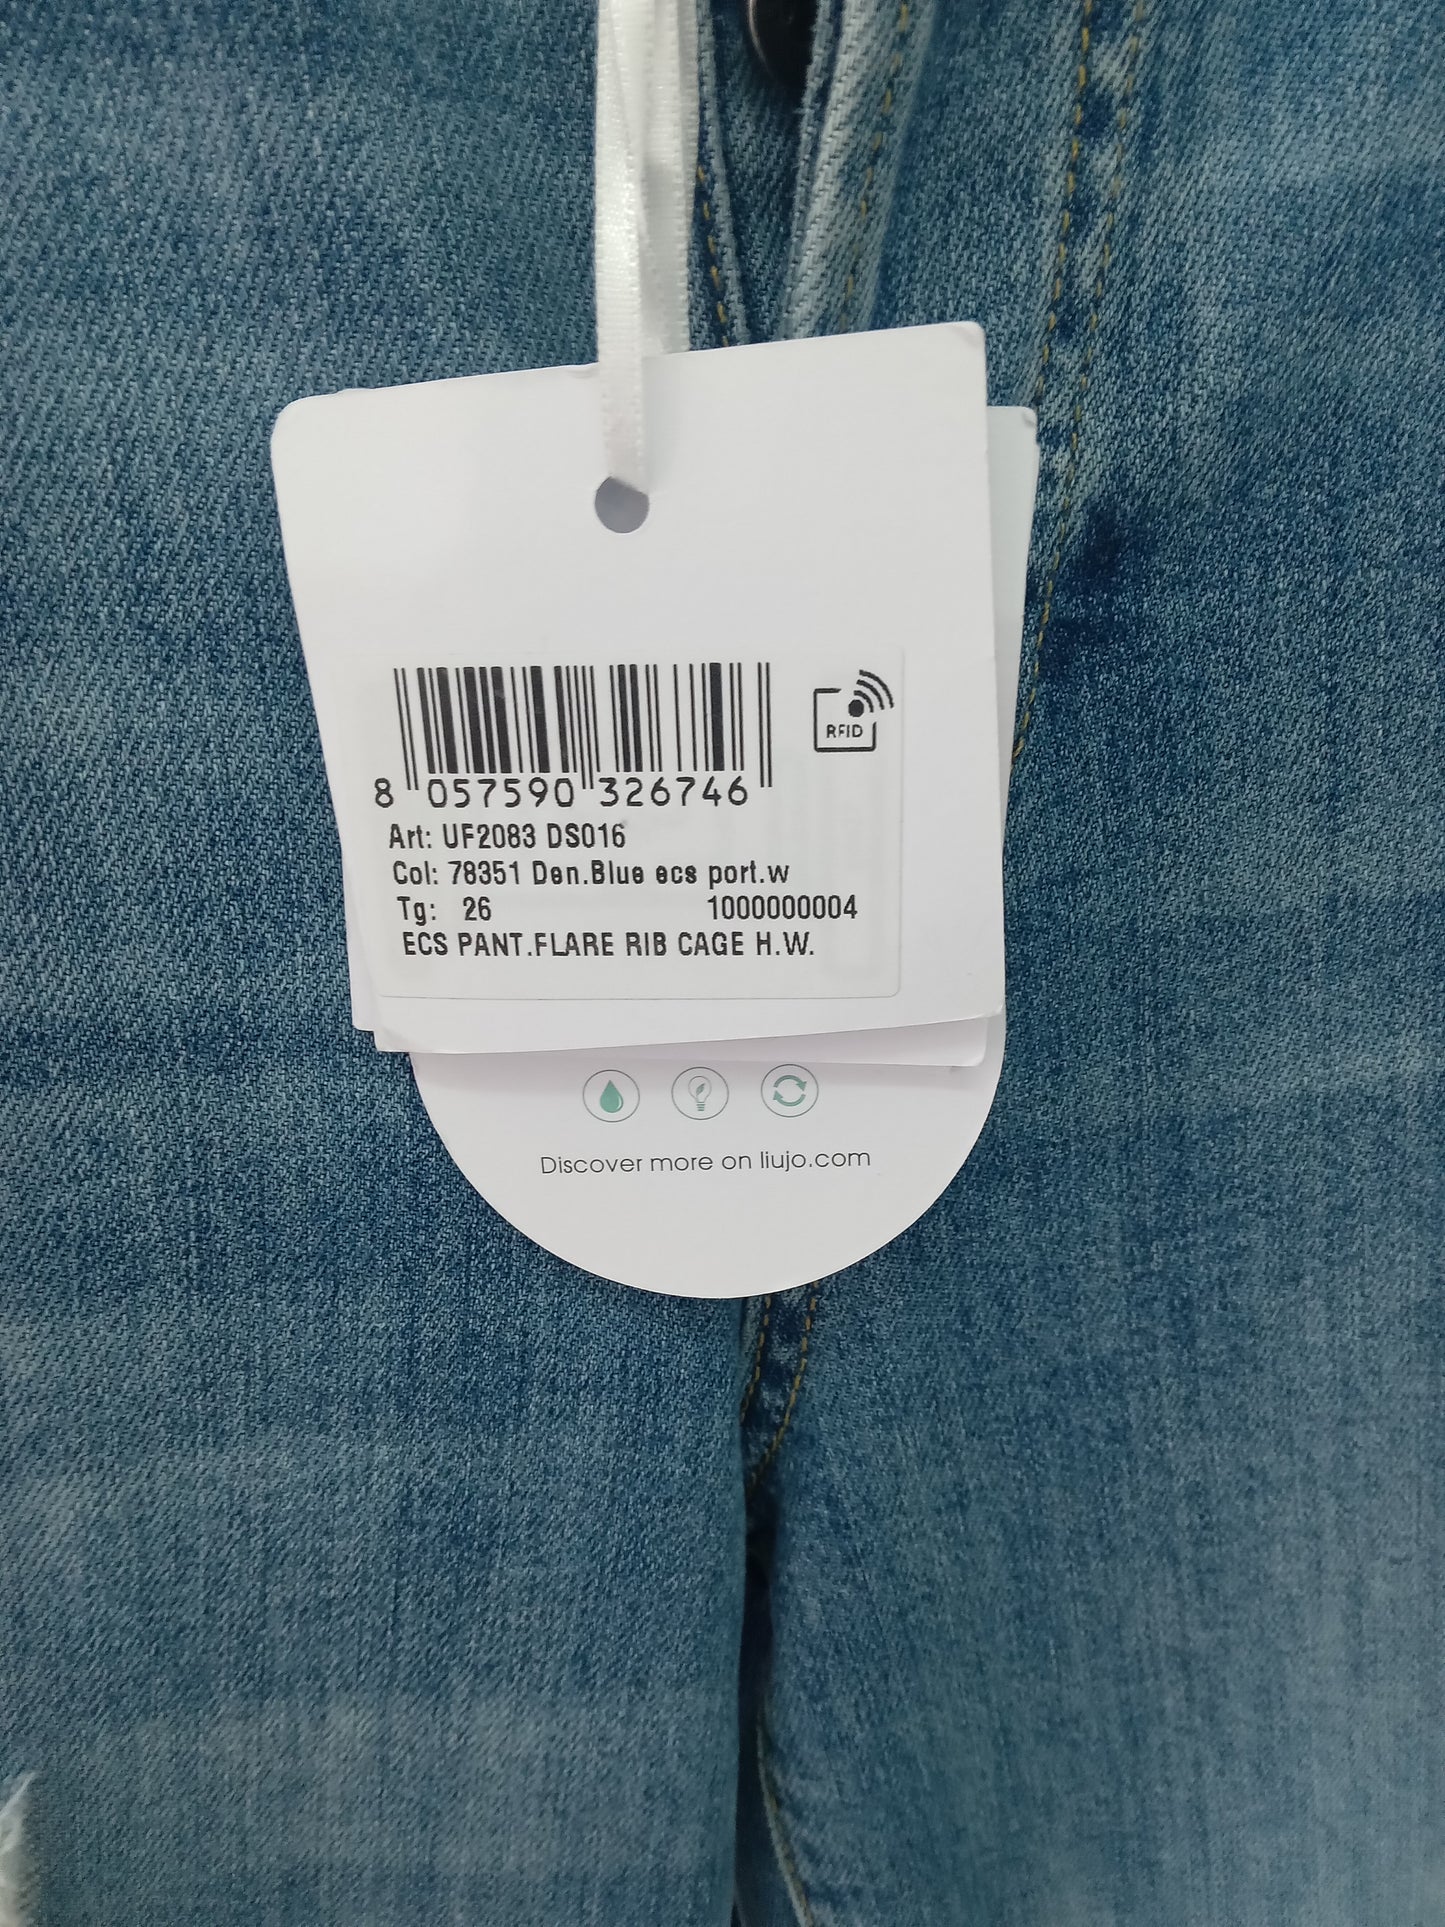 RFID
8 057590 326746
Art: UF2083 DS016
Col: 78351 Den.Blue ecs port.w
Tg: 26 1000000004
ECS PANT.FLARE RIB CAGE H.W.
Discover more on liujo.com